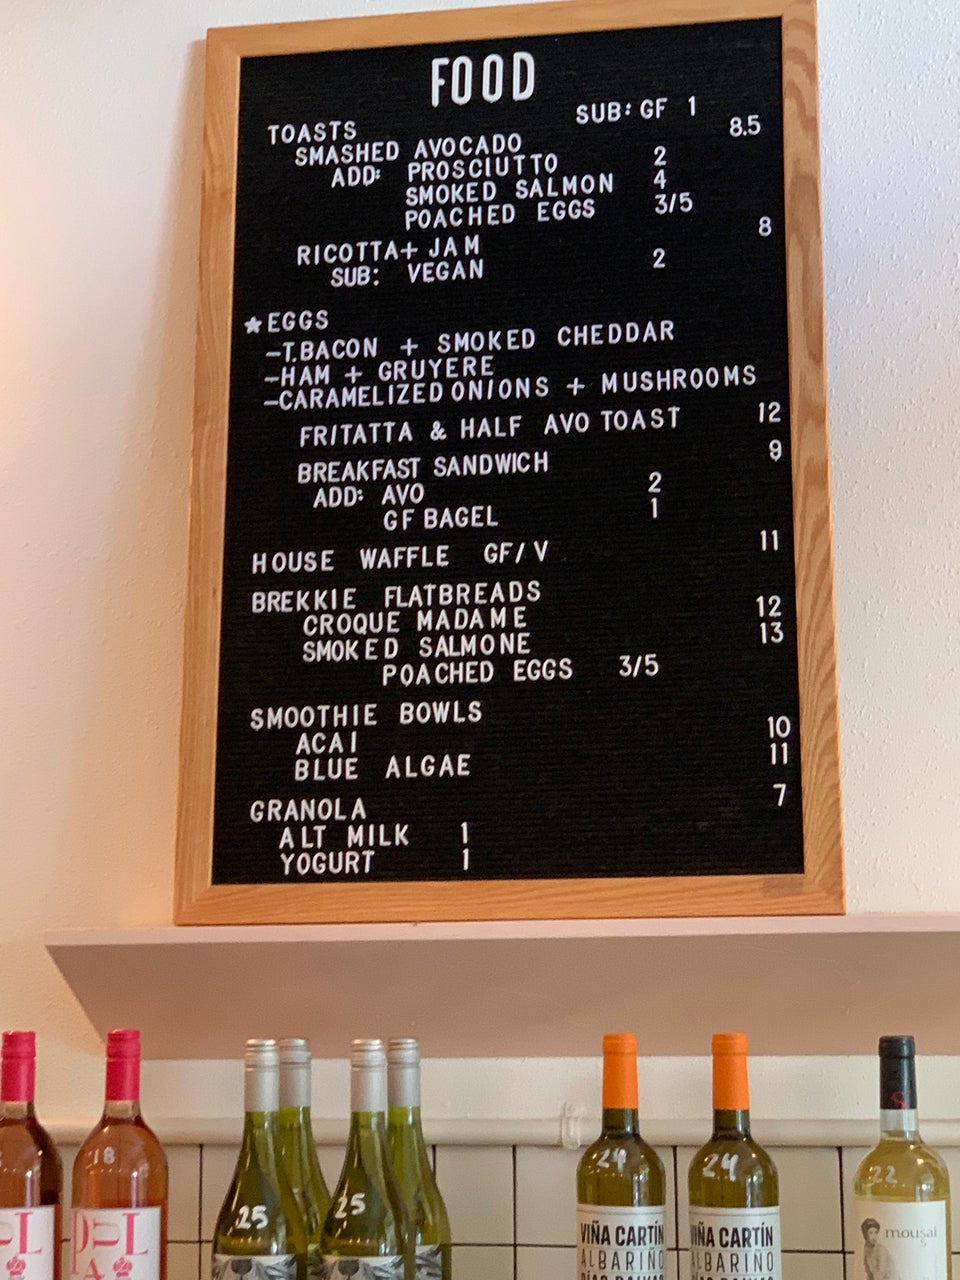 FOOD
SUB: GF 1
TOASTS
SMASHED AVOCADO 8.5
ADD: PROSCIUTTO 2
SMOKED SALMON 4
POACHED EGGS 3/5
RICOTTA+ JAM 8
SUB: VEGAN 2
★EGGS
-T.BACON + SMOKED CHEDDAR
-HAM + GRUYERE
-CARAMELIZED ONIONS + MUSHROOMS
FRITATTA & HALF AVO TOAST 12
BREAKFAST SANDWICH 9
ADD: AVO 2
GF BAGEL 1
HOUSE WAFFLE GF/V 11
BREKKIE FLATBREADS
CROQUE MADAME 12
SMOKED SALMONE 13
POACHED EGGS 3/5
SMOOTHIE BOWLS
ACAI 10
BLUE ALGAE 11
GRANOLA 7
ALT MILK 1
YOGURT 1
18
25
25
24
24
22
VIÑA CARTÍN
ALBARIÑO
VIÑA CARTÍN
ALBARIÑO
mousai